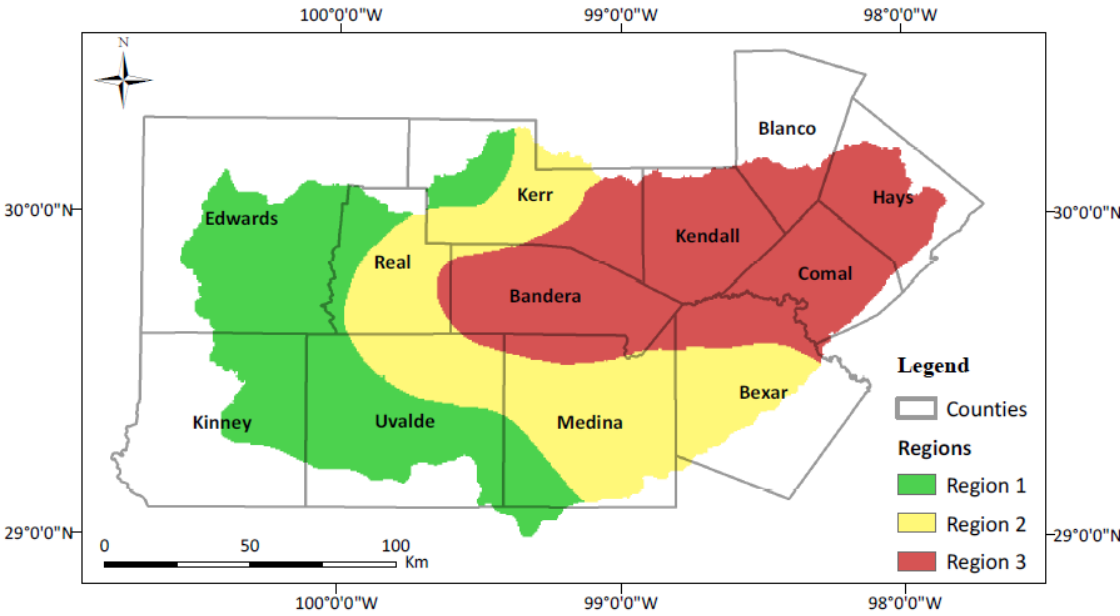 100°0'0"W 99°0'0"W 98°0'0"W
N
Blanco
Kerr
Hays
30°0'0"N
30°0'0"N
Edwards
Kendall
Real
Comal
Bandera
Legend
Bexar
Counties
Kinney
Uvalde
Medina
Regions
Region 1
Region 2
29°0'0"N
29°0'0"N
0 50 100
Km
Region 3
100°0'0"W 99°0'0"W 98°0'0"W